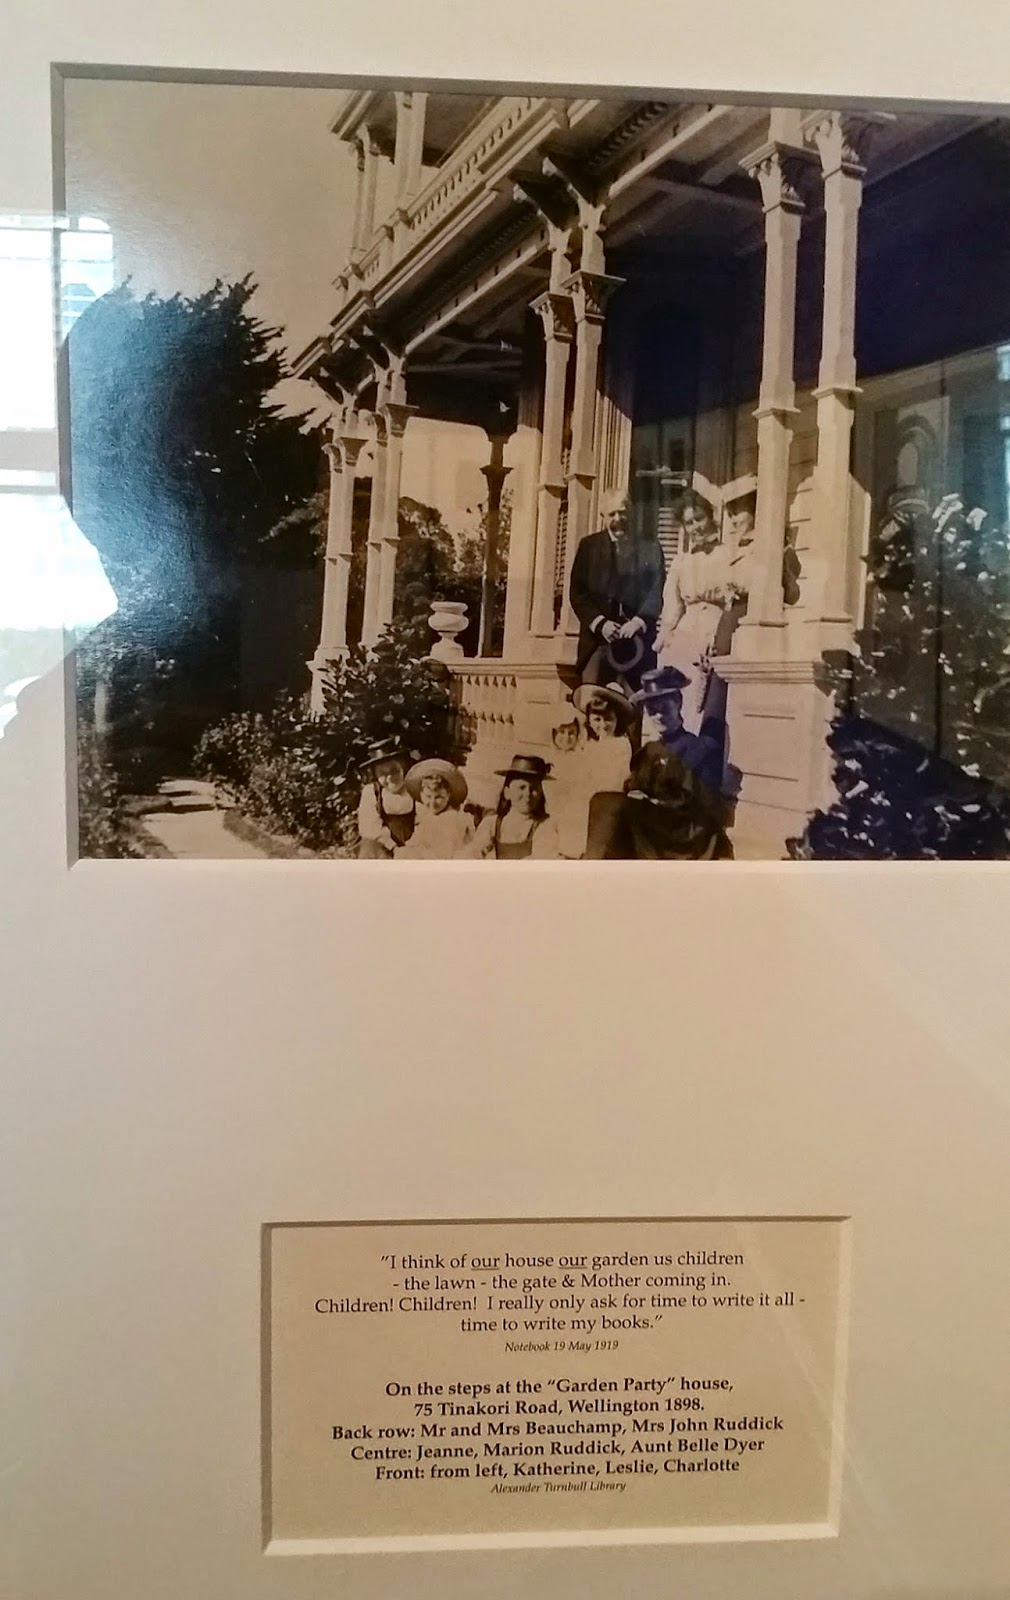 "I think of our house our garden us children
- the lawn - the gate & Mother coming in.
Children! Children! I really only ask for time to write it all -
time to write my books."
Notebook 19 May 1919
On the steps at the "Garden Party" house,
75 Tinakori Road, Wellington 1898.
Back row: Mr and Mrs Beauchamp, Mrs John Ruddick
Centre: Jeanne, Marion Ruddick, Aunt Belle Dyer
Front: from left, Katherine, Leslie, Charlotte
Alexander Turnbull Library